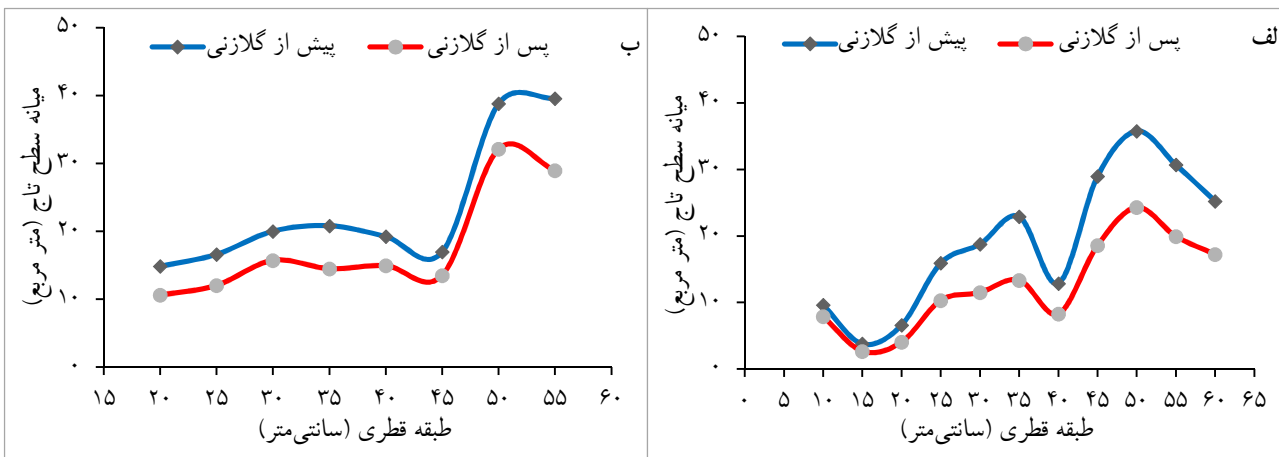 لف
پیش از گلازنی
پس از گلازنی
میانه سطح تاج (متر مربع)
۵۰
۴۰
۳۰
۲۰
۱۰
۰
۰ ۵ ۱۰ ۱۵ ۲۰ ۲۵ ۳۰ ۳۵ ۴۰ ۴۵ ۵۰ ۵۵ ۶۰ ۶۵
طبقه قطری (سانتی‌متر)
ب
پیش از گلازنی
پس از گلازنی
میانه سطح تاج (متر مربع)
۵۰
۴۰
۳۰
۲۰
۱۰
۰
۱۵ ۲۰ ۲۵ ۳۰ ۳۵ ۴۰ ۴۵ ۵۰ ۵۵ ۶۰
طبقه قطری (سانتی‌متر)